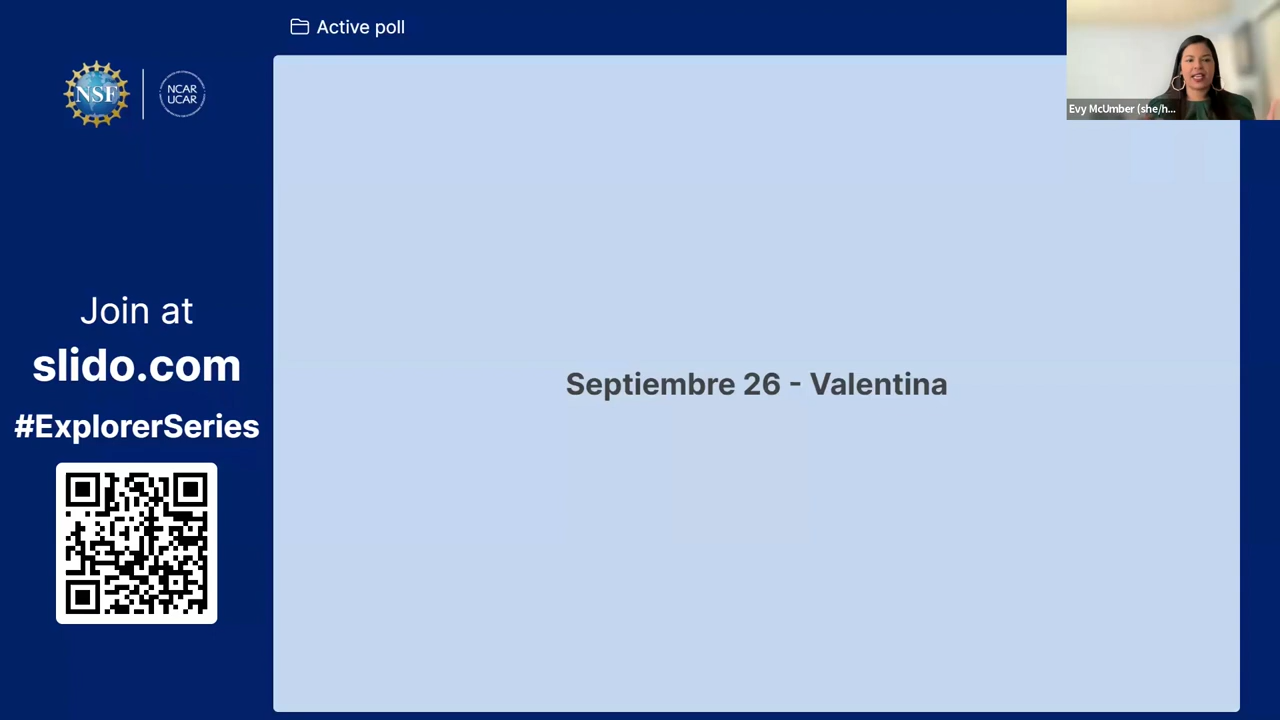 Active poll
NSF
NCAR
UCAR
Evy McUmber (she/h...
Join at
slido.com
#ExplorerSeries
Septiembre 26 - Valentina